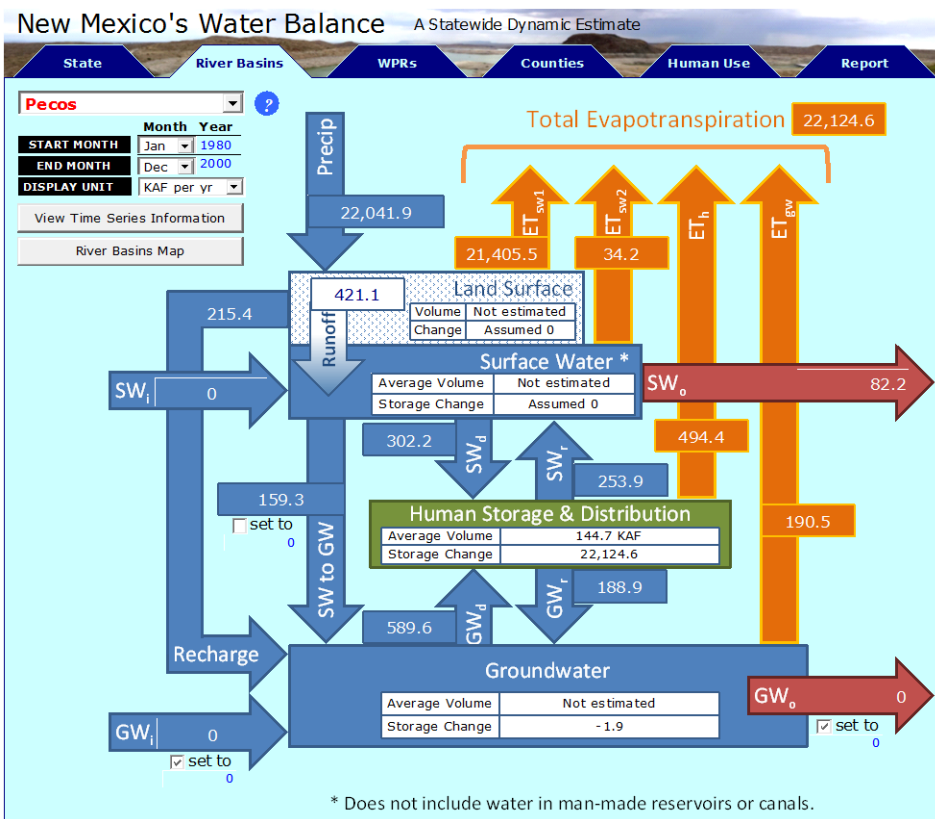 New Mexico's Water Balance A Statewide Dynamic Estimate
State River Basins WPRs Counties Human Use Report
Pecos ?
Month Year
START MONTH Jan 1980
END MONTH Dec 2000
DISPLAY UNIT KAF per yr
View Time Series Information
River Basins Map
Precip
22,041.9
Total Evapotranspiration 22,124.6
ETsw1
21,405.5
ETsw2
34.2
ETh
494.4
ETgw
190.5
215.4
421.1
Runoff
Land Surface
Volume Not estimated
Change Assumed 0
SWi 0
Surface Water *
Average Volume Not estimated
Storage Change Assumed 0
SWo 82.2
302.2
SWd
SWr
253.9
159.3
set to
0
SW to GW
Human Storage & Distribution
Average Volume 144.7 KAF
Storage Change 22,124.6
589.6
GWd
GWr
188.9
Recharge
Groundwater
Average Volume Not estimated
Storage Change -1.9
GWi 0
set to
0
GWo 0
set to
0
* Does not include water in man-made reservoirs or canals.